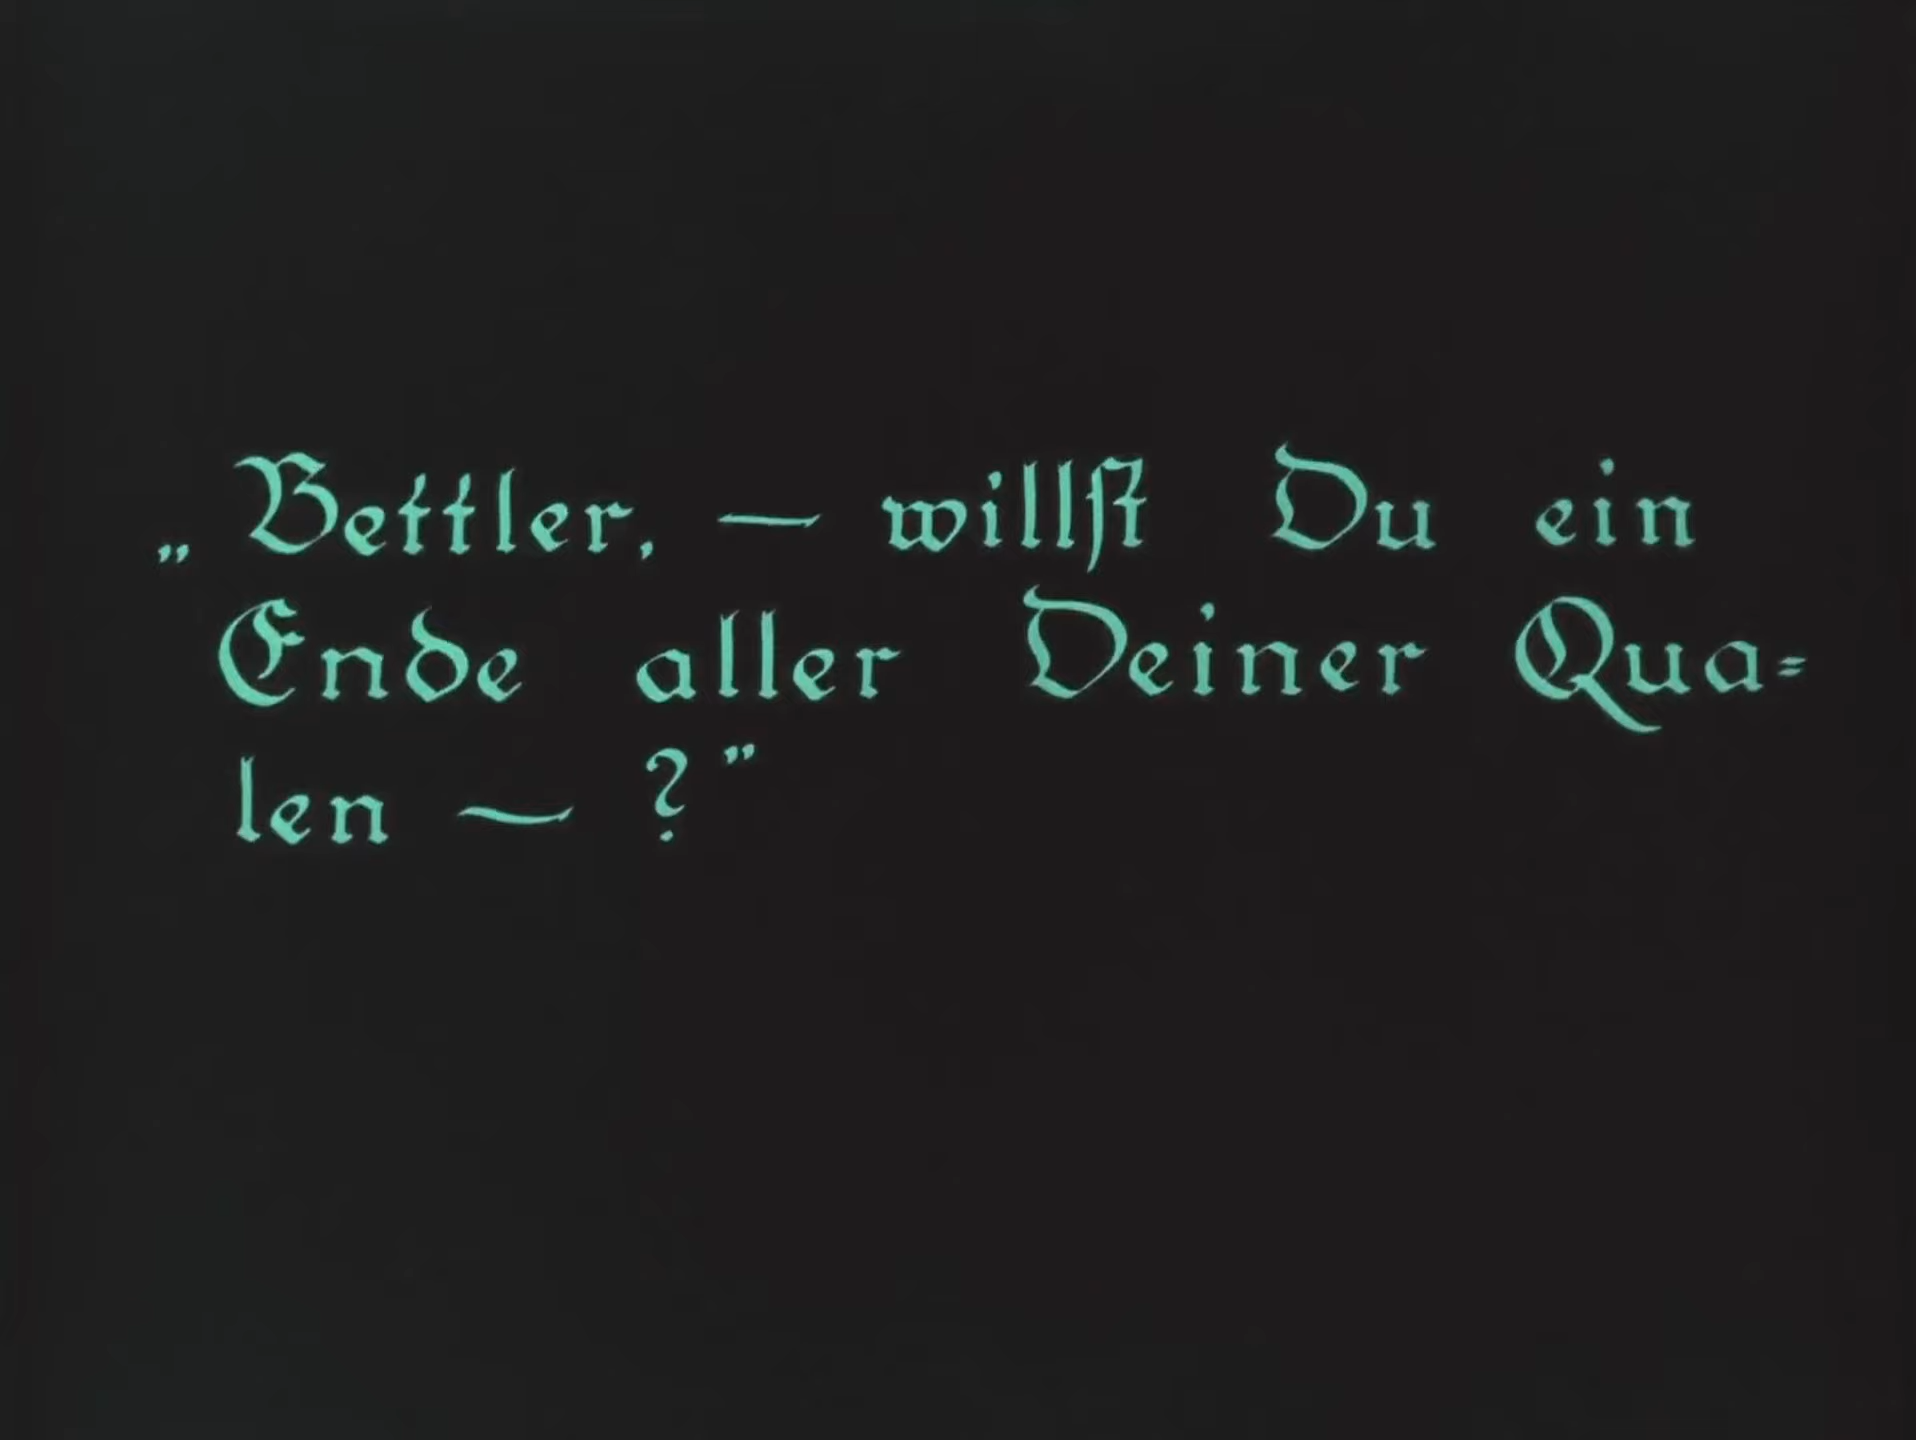 „Bettler, — willſt Du ein
Ende aller Deiner Qua=
len — ?”